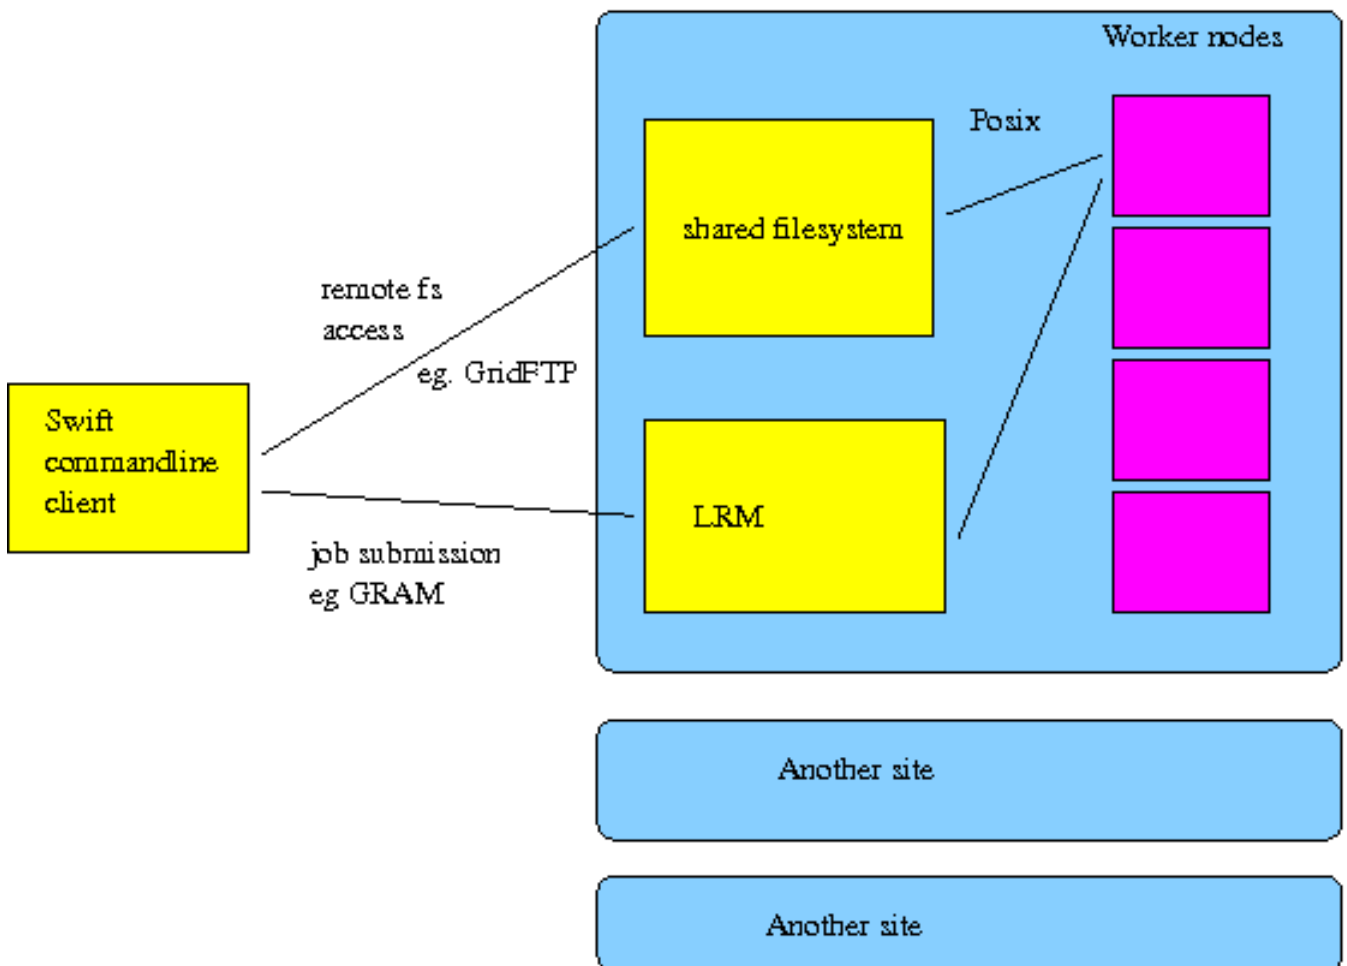 Worker nodes
Posix
shared filesystem
remote fs
access
eg. GridFTP
Swift
commandline
client
LRM
job submission
eg GRAM
Another site
Another site